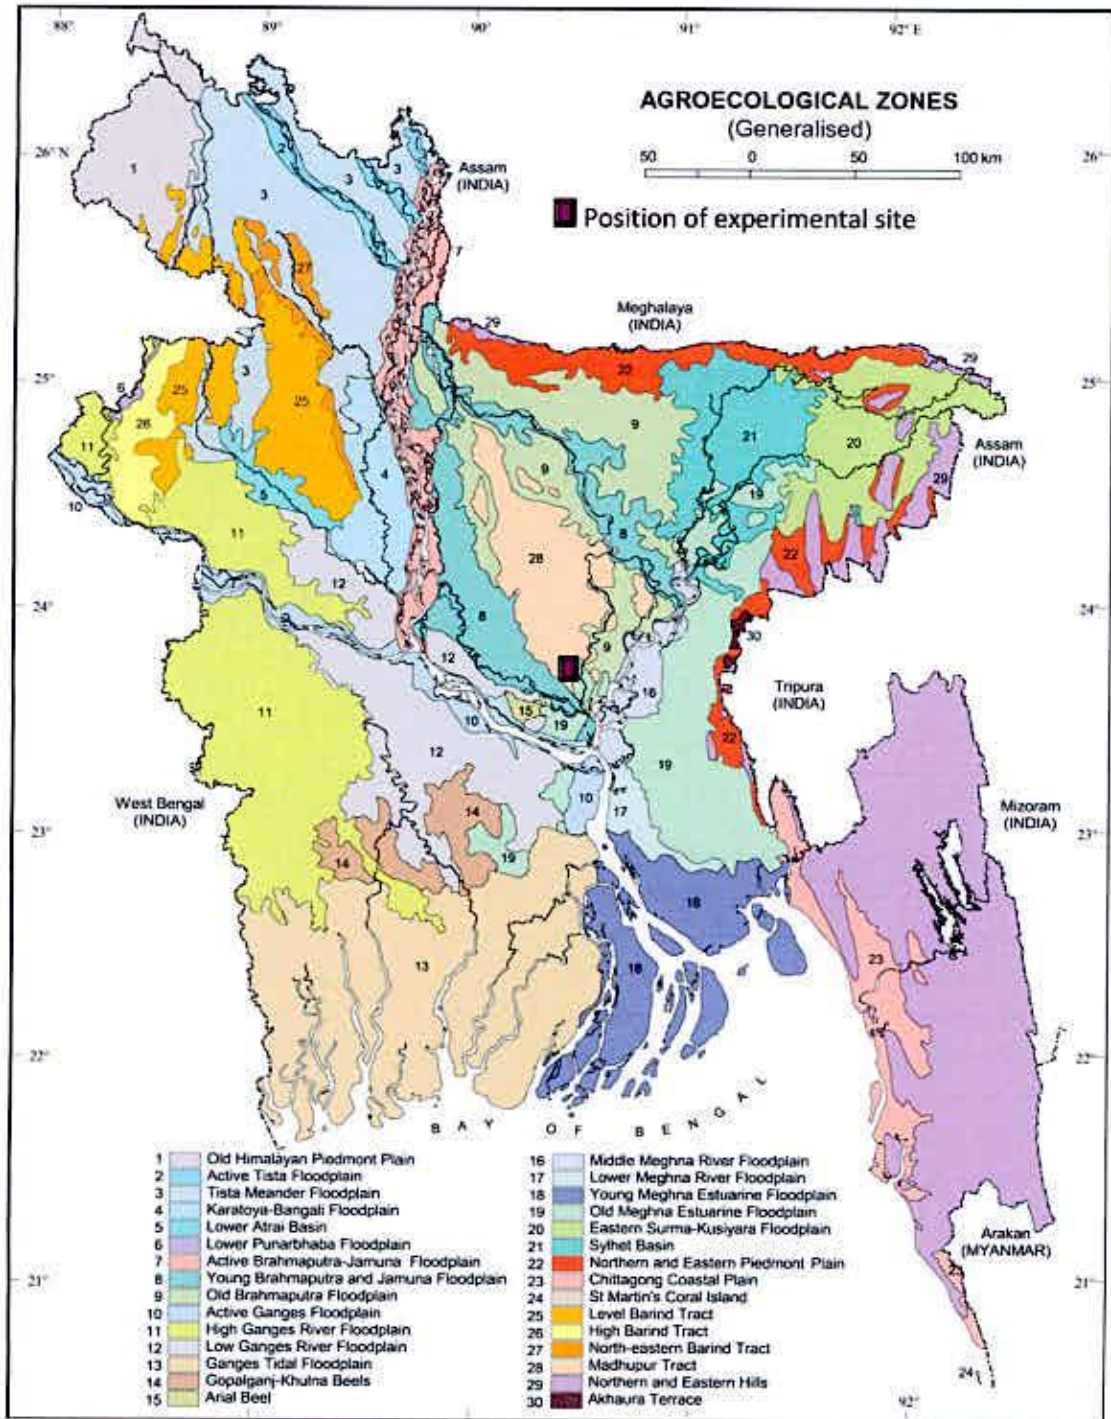 88° 89° 90 91 92° E
AGROECOLOGICAL ZONES
(Generalised)
50 0 50 100 km
Position of experimental site
26° N
26°
Assam
(INDIA)
Meghalaya
(INDIA)
25°
25°
Assam
(INDIA)
24°
24°
Tripura
(INDIA)
West Bengal
(INDIA)
Mizoram
(INDIA)
23°
23°
22°
22°
BAY OF BENGAL
Arakan
(MYANMAR)
21°
21°
92°
1 Old Himalayan Piedmont Plain
2 Active Tista Floodplain
3 Tista Meander Floodplain
4 Karatoya-Bangali Floodplain
5 Lower Atrai Basin
6 Lower Punarbhaba Floodplain
7 Active Brahmaputra-Jamuna Floodplain
8 Young Brahmaputra and Jamuna Floodplain
9 Old Brahmaputra Floodplain
10 Active Ganges Floodplain
11 High Ganges River Floodplain
12 Low Ganges River Floodplain
13 Ganges Tidal Floodplain
14 Gopalganj-Khulna Beels
15 Arial Beel
16 Middle Meghna River Floodplain
17 Lower Meghna River Floodplain
18 Young Meghna Estuarine Floodplain
19 Old Meghna Estuarine Floodplain
20 Eastern Surma-Kusiyara Floodplain
21 Sylhet Basin
22 Northern and Eastern Piedmont Plain
23 Chittagong Coastal Plain
24 St Martin's Coral Island
25 Level Barind Tract
26 High Barind Tract
27 North-eastern Barind Tract
28 Madhupur Tract
29 Northern and Eastern Hills
30 Akhaura Terrace